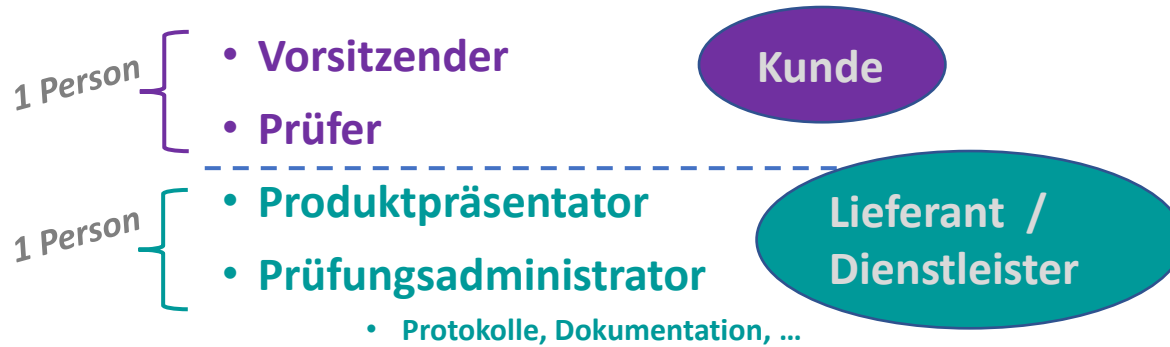 1 Person
• Vorsitzender
• Prüfer
Kunde
1 Person
• Produktpräsentator
• Prüfungsadministrator
• Protokolle, Dokumentation, ...
Lieferant /
Dienstleister